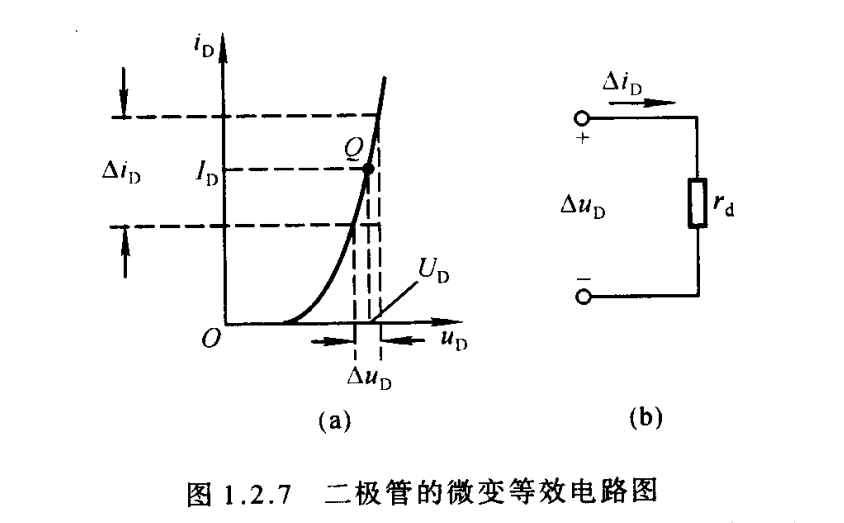 i_D
Δi_D
Δi_D
I_D
Q
+
Δu_D
r_d
U_D
−
O
u_D
Δu_D
(a)
(b)
图 1.2.7 二极管的微变等效电路图